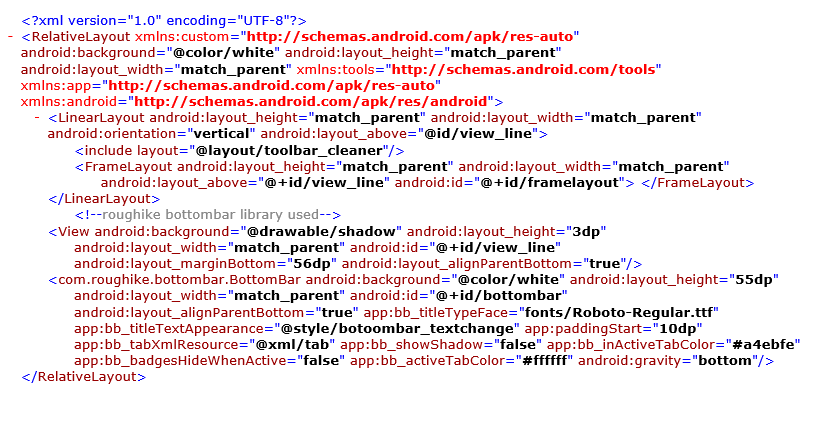 <?xml version="1.0" encoding="UTF-8"?>
- <RelativeLayout xmlns:custom="http://schemas.android.com/apk/res-auto"
android:background="@color/white" android:layout_height="match_parent"
android:layout_width="match_parent" xmlns:tools="http://schemas.android.com/tools"
xmlns:app="http://schemas.android.com/apk/res-auto"
xmlns:android="http://schemas.android.com/apk/res/android">
- <LinearLayout android:layout_height="match_parent" android:layout_width="match_parent"
android:orientation="vertical" android:layout_above="@id/view_line">
<include layout="@layout/toolbar_cleaner"/>
<FrameLayout android:layout_height="match_parent" android:layout_width="match_parent"
android:layout_above="@+id/view_line" android:id="@+id/framelayout"> </FrameLayout>
</LinearLayout>
<!--roughike bottombar library used-->
<View android:background="@drawable/shadow" android:layout_height="3dp"
android:layout_width="match_parent" android:id="@+id/view_line"
android:layout_marginBottom="56dp" android:layout_alignParentBottom="true"/>
<com.roughike.bottombar.BottomBar android:background="@color/white" android:layout_height="55dp"
android:layout_width="match_parent" android:id="@+id/bottombar"
android:layout_alignParentBottom="true" app:bb_titleTypeFace="fonts/Roboto-Regular.ttf"
app:bb_titleTextAppearance="@style/botoombar_textchange" app:paddingStart="10dp"
app:bb_tabXmlResource="@xml/tab" app:bb_showShadow="false" app:bb_inActiveTabColor="#a4ebfe"
app:bb_badgesHideWhenActive="false" app:bb_activeTabColor="#ffffff" android:gravity="bottom"/>
</RelativeLayout>